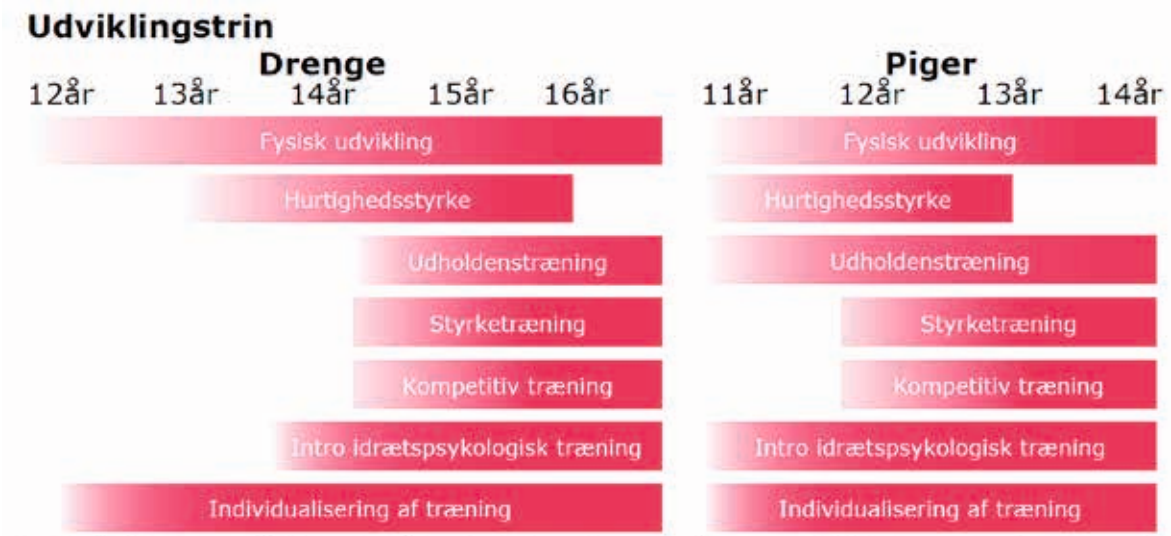 Udviklingstrin
Drenge
12år 13år 14år 15år 16år
Fysisk udvikling
Hurtighedsstyrke
Udholdenstræning
Styrketræning
Kompetitiv træning
Intro idrætspsykologisk træning
Individualisering af træning
Piger
11år 12år 13år 14år
Fysisk udvikling
Hurtighedsstyrke
Udholdenstræning
Styrketræning
Kompetitiv træning
Intro idrætspsykologisk træning
Individualisering af træning